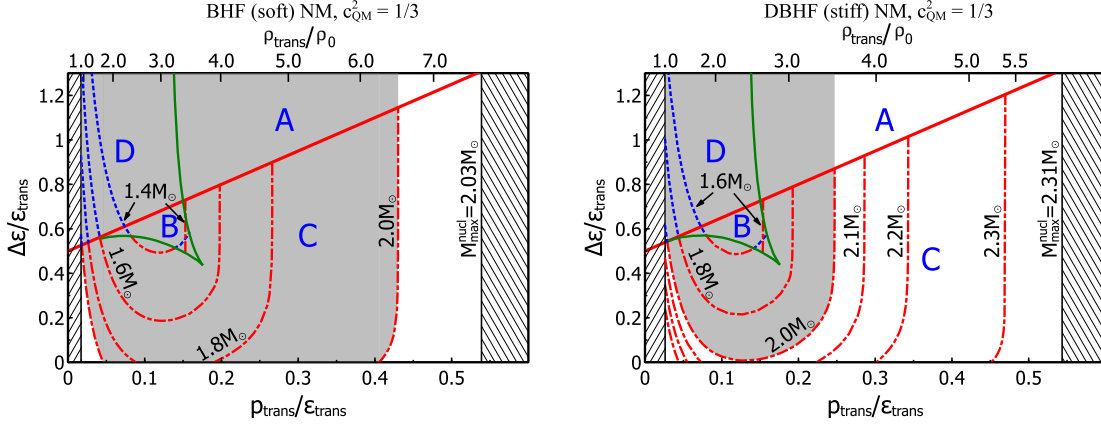 BHF (soft) NM, c²QM = 1/3
ρtrans/ρ0
1.0 2.0 3.0 4.0 5.0 6.0 7.0
Δε/εtrans
1.2
1
0.8
0.6
0.4
0.2
0
A
D
B
C
1.4M⊙
1.6M⊙
1.8M⊙
2.0M⊙
Mnuclmax=2.03M⊙
0 0.1 0.2 0.3 0.4 0.5
ptrans/εtrans
DBHF (stiff) NM, c²QM = 1/3
ρtrans/ρ0
1.0 2.0 3.0 4.0 5.0 5.5
Δε/εtrans
1.2
1
0.8
0.6
0.4
0.2
0
A
D
B
C
1.6M⊙
1.8M⊙
2.0M⊙
2.1M⊙
2.2M⊙
2.3M⊙
Mnuclmax=2.31M⊙
0 0.1 0.2 0.3 0.4 0.5
ptrans/εtrans